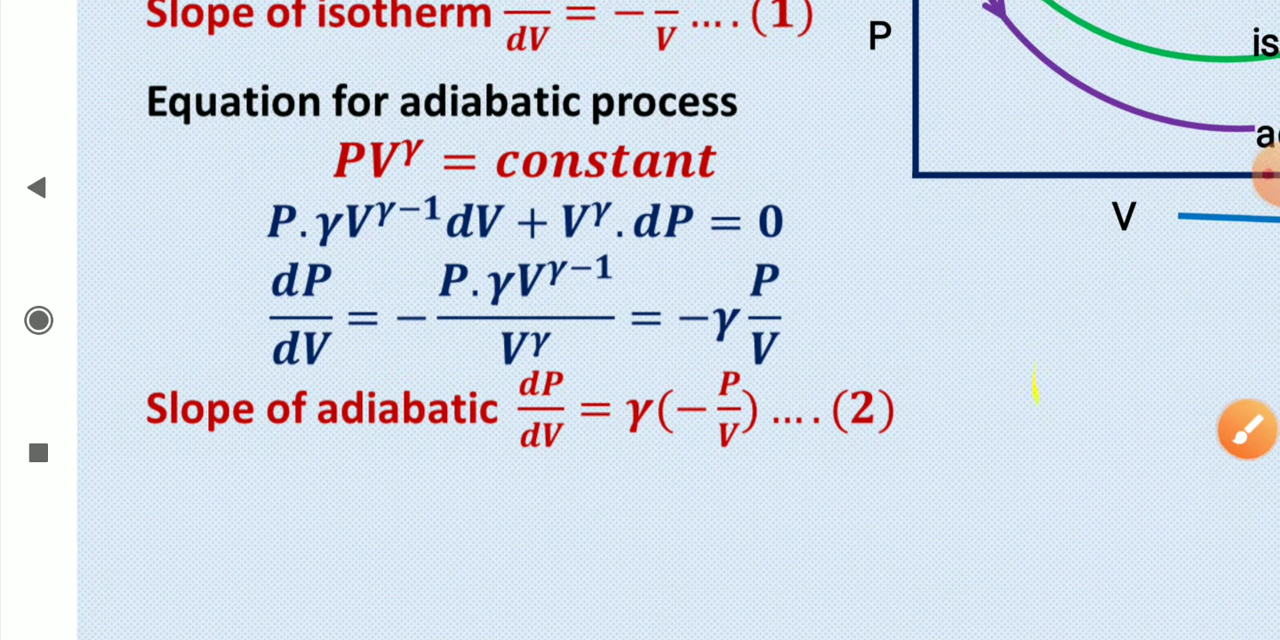 Slope of isotherm —/dV = − —/V .... (1)
Equation for adiabatic process
PV^γ = constant
P.γV^γ−1 dV + V^γ.dP = 0
dP/dV = − P.γV^γ−1/V^γ = −γ P/V
Slope of adiabatic dP/dV = γ(−P/V) .... (2)
P
is
a
V